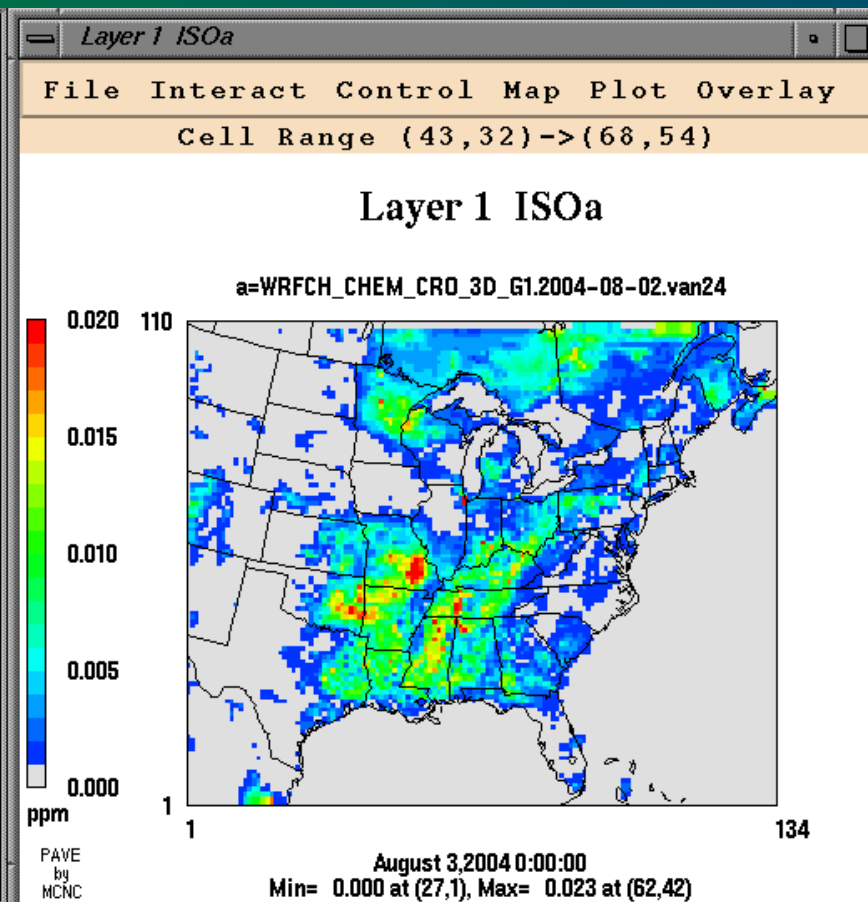 Layer 1 ISOa
File Interact Control Map Plot Overlay
Cell Range (43,32)->(68,54)
Layer 1 ISOa
a=WRFCH_CHEM_CRO_3D_G1.2004-08-02.van24
0.020
0.015
0.010
0.005
0.000
ppm
PAVE
by
MCNC
110
1
1
134
August 3,2004 0:00:00
Min= 0.000 at (27,1), Max= 0.023 at (62,42)